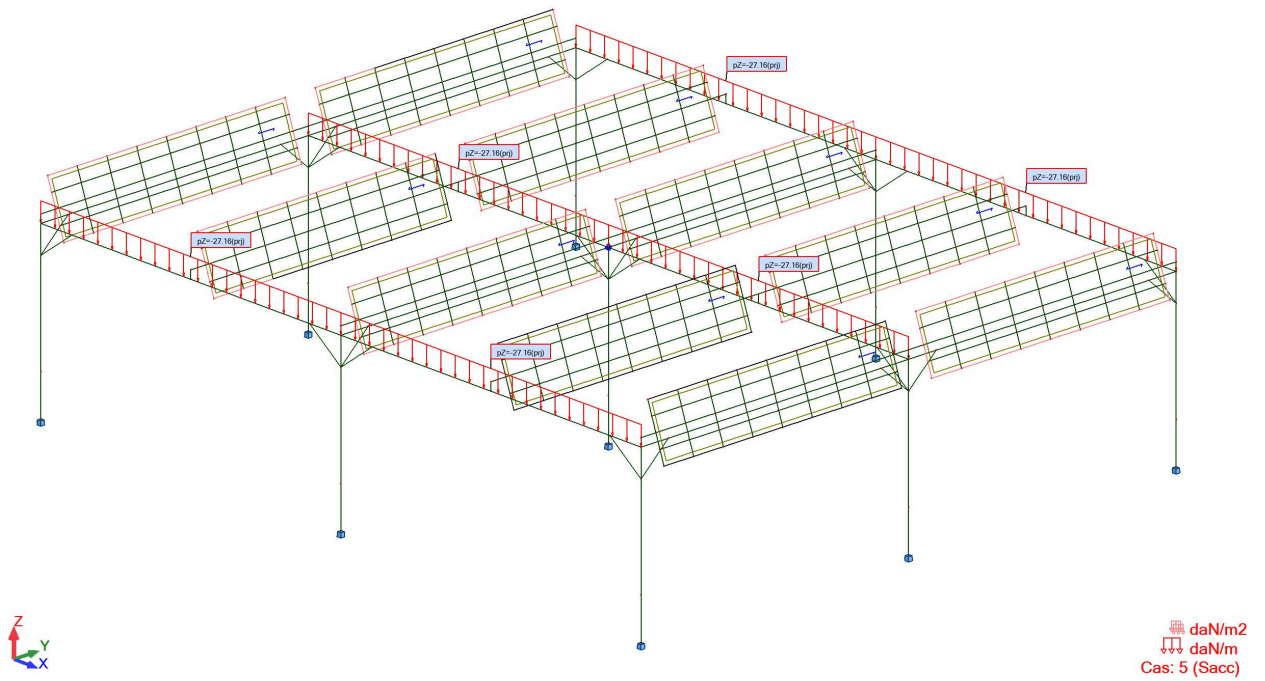 pZ=-27.16(prj)
pZ=-27.16(prj)
pZ=-27.16(prj)
pZ=-27.16(prj)
pZ=-27.16(prj)
pZ=-27.16(prj)
Z
Y
X
daN/m2
daN/m
Cas: 5 (Sacc)